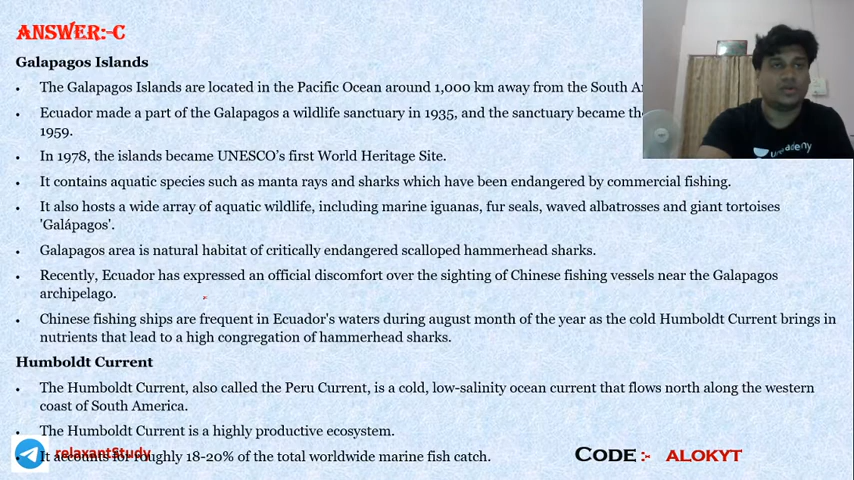 ANSWER:-C
Galapagos Islands
• The Galapagos Islands are located in the Pacific Ocean around 1,000 km away from the South
• Ecuador made a part of the Galapagos a wildlife sanctuary in 1935, and the sanctuary became
1959.
• In 1978, the islands became UNESCO's first World Heritage Site.
• It contains aquatic species such as manta rays and sharks which have been endangered by commercial fishing.
• It also hosts a wide array of aquatic wildlife, including marine iguanas, fur seals, waved albatrosses and giant tortoises
'Galápagos'.
• Galapagos area is natural habitat of critically endangered scalloped hammerhead sharks.
• Recently, Ecuador has expressed an official discomfort over the sighting of Chinese fishing vessels near the Galapagos
archipelago.
• Chinese fishing ships are frequent in Ecuador's waters during august month of the year as the cold Humboldt Current brings in
nutrients that lead to a high congregation of hammerhead sharks.
Humboldt Current
• The Humboldt Current, also called the Peru Current, is a cold, low-salinity ocean current that flows north along the western
coast of South America.
• The Humboldt Current is a highly productive ecosystem.
• It accounts for roughly 18-20% of the total worldwide marine fish catch.
relaxantStudy
CODE :- ALOKYT